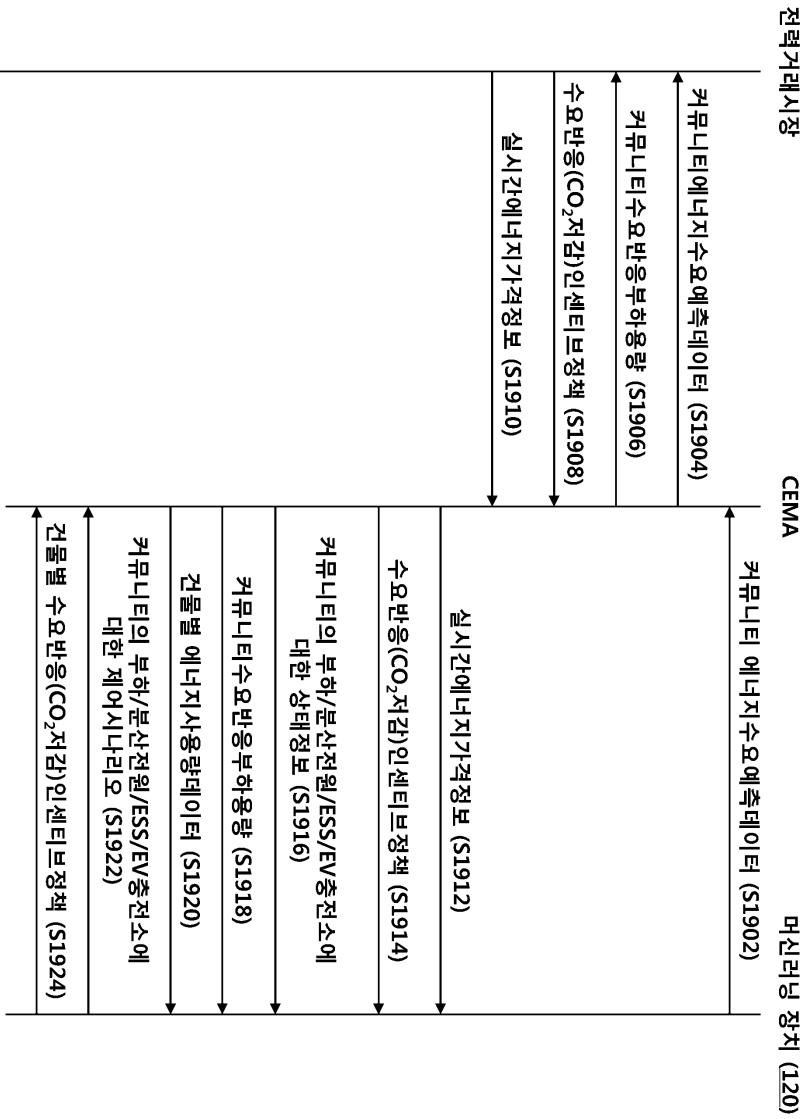 전력거래시장
CEMA
머신러닝 장치 (120)
커뮤니티 에너지수요예측데이터 (S1902)
커뮤니티에너지수요예측데이터 (S1904)
커뮤니티수요반응부하용량 (S1906)
수요반응(CO₂저감)인센티브정책 (S1908)
실시간에너지가격정보 (S1910)
실시간에너지가격정보 (S1912)
수요반응(CO₂저감)인센티브정책 (S1914)
커뮤니티의 부하/분산전원/ESS/EV충전소에
대한 상태정보 (S1916)
커뮤니티수요반응부하용량 (S1918)
건물별 에너지사용량데이터 (S1920)
커뮤니티의 부하/분산전원/ESS/EV충전소에
대한 제어시나리오 (S1922)
건물별 수요반응(CO₂저감)인센티브정책 (S1924)